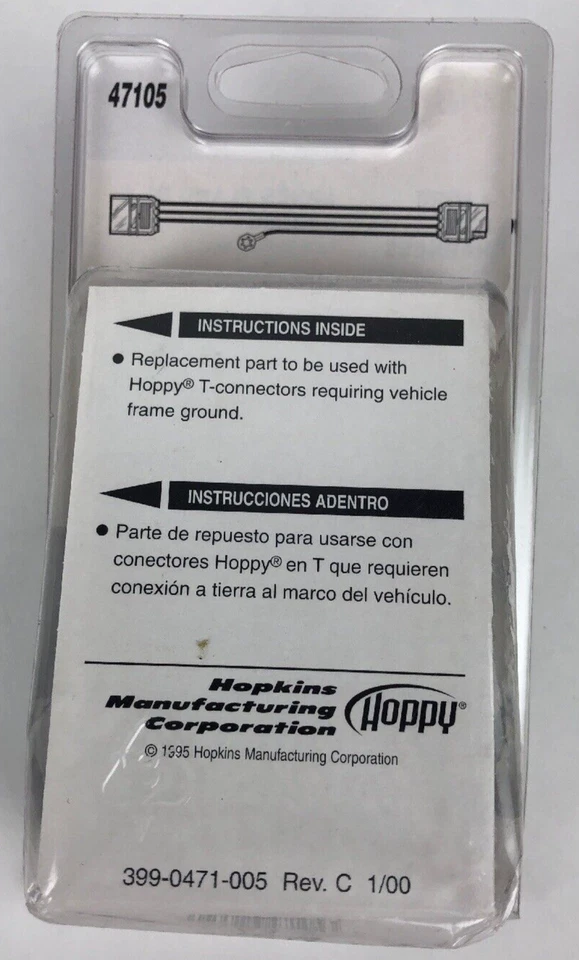 47105
INSTRUCTIONS INSIDE
● Replacement part to be used with
Hoppy® T-connectors requiring vehicle
frame ground.
INSTRUCCIONES ADENTRO
● Parte de repuesto para usarse con
conectores Hoppy® en T que requieren
conexión a tierra al marco del vehículo.
Hopkins
Manufacturing
Corporation
HOPPY®
© 1995 Hopkins Manufacturing Corporation
399-0471-005 Rev. C 1/00